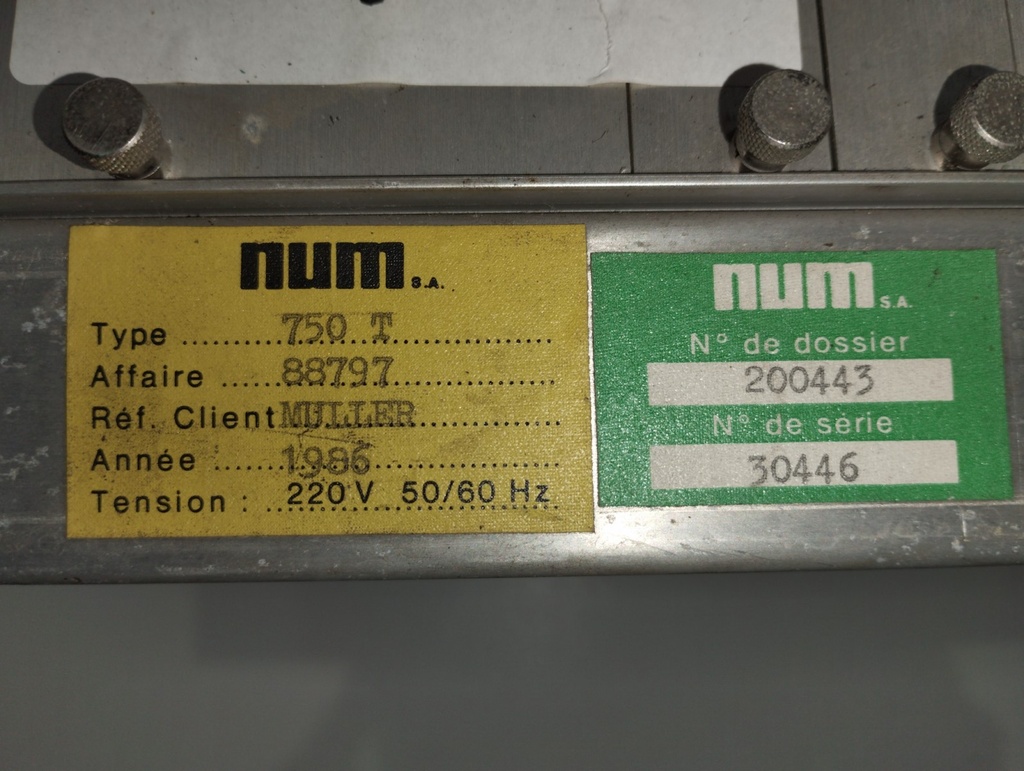 num S.A.
Type ..................750 T..................
Affaire ......88797..................
Réf. Client MULLER..................
Année ........1986..................
Tension : 220 V 50/60 Hz
num S.A.
N° de dossier
200443
N° de série
30446